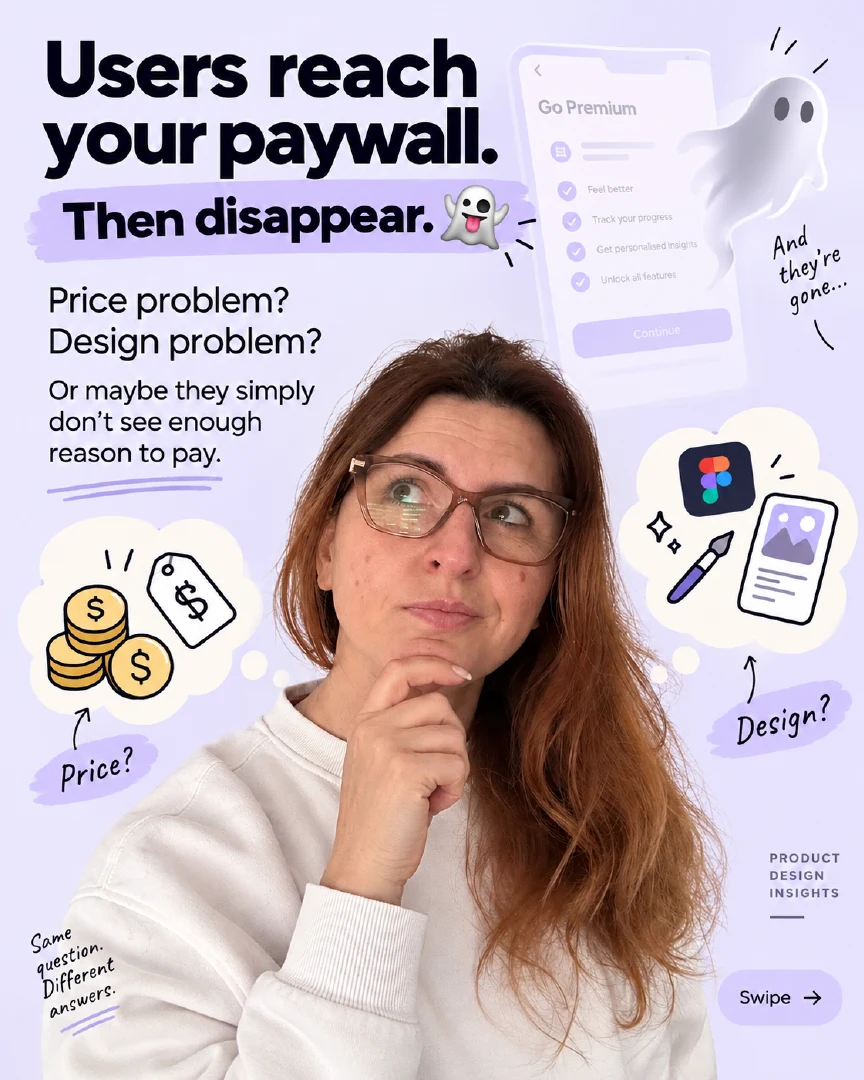 Users reach
your paywall.
Then disappear.
Price problem?
Design problem?
Or maybe they simply
don't see enough
reason to pay.
Go Premium
Feel better
Track your progress
Get personalised insights
Unlock all features
Continue
And
they're
gone...
$
$
$
Price?
Design?
PRODUCT
DESIGN
INSIGHTS
Same
question.
Different
answers.
Swipe →